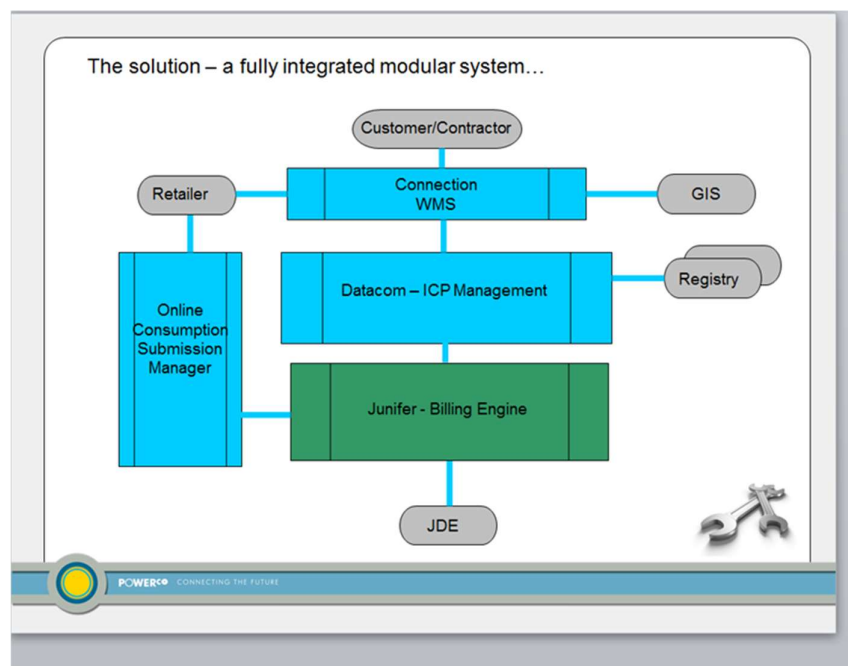 The solution – a fully integrated modular system…
Customer/Contractor
Retailer
Connection
WMS
GIS
Datacom – ICP Management
Registry
Online
Consumption
Submission
Manager
Junifer - Billing Engine
JDE
POWERCO CONNECTING THE FUTURE